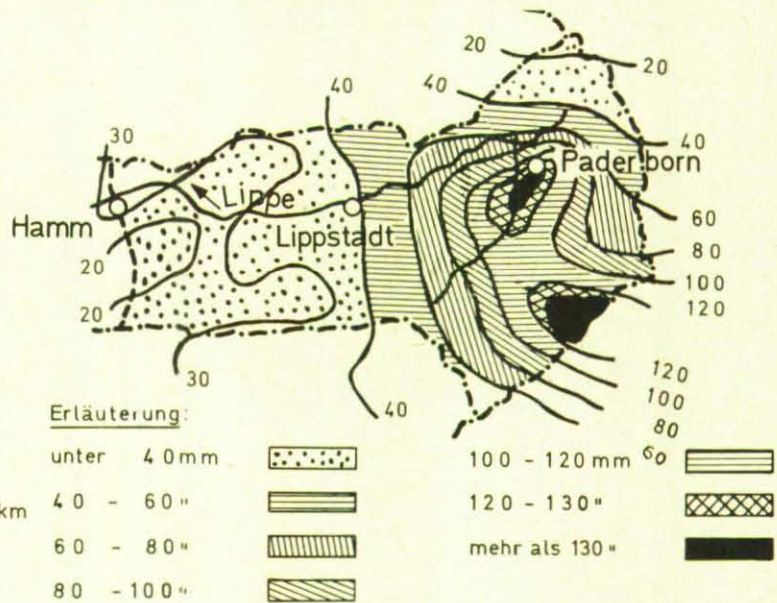 20
20
40
40
40
30
Paderborn
Lippe
60
Hamm
Lippstadt
80
20
100
20
120
30
120
40
100
80
60
Erläuterung:
unter 40mm
40 - 60 "
60 - 80 "
80 - 100 "
100 - 120 mm
120 - 130 "
mehr als 130 "
km